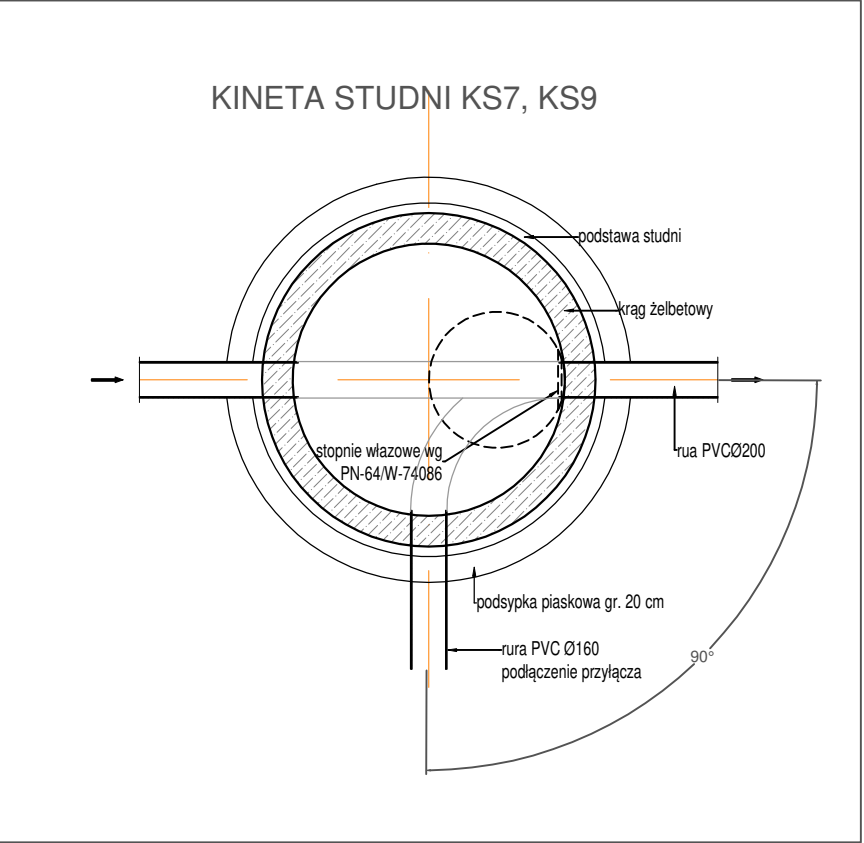 KINETA STUDNI KS7, KS9
podstawa studni
krąg żelbetowy
stopnie włazowe wg
PN-64/W-74086
rua PVCØ200
podsypka piaskowa gr. 20 cm
rura PVC Ø160
podłączenie przyłącza
90°